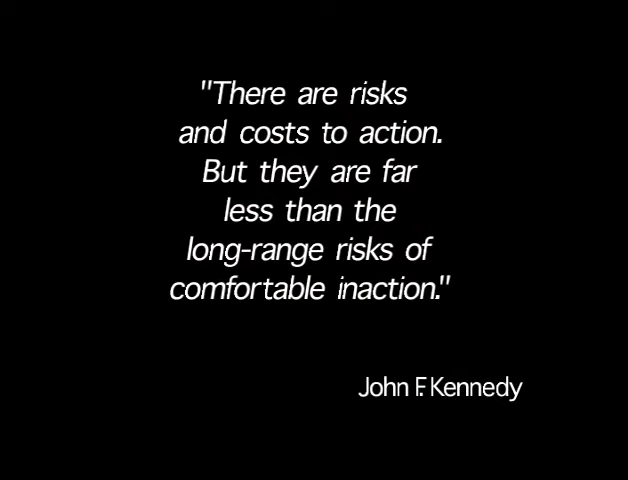 "There are risks
and costs to action.
But they are far
less than the
long-range risks of
comfortable inaction."
John F. Kennedy